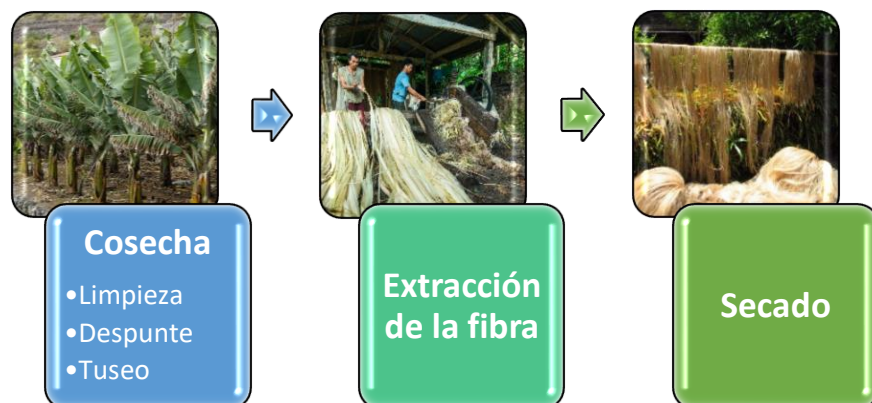 Cosecha
•Limpieza
•Despunte
•Tuseo
Extracción
de la fibra
Secado